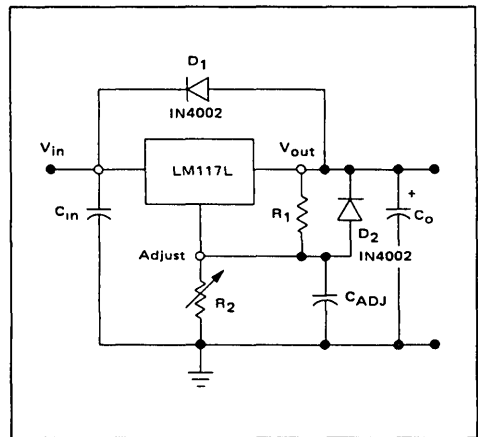 D1
IN4002
Vin
LM117L
Vout
Cin
R1
D2
IN4002
+
Co
Adjust
R2
CADJ